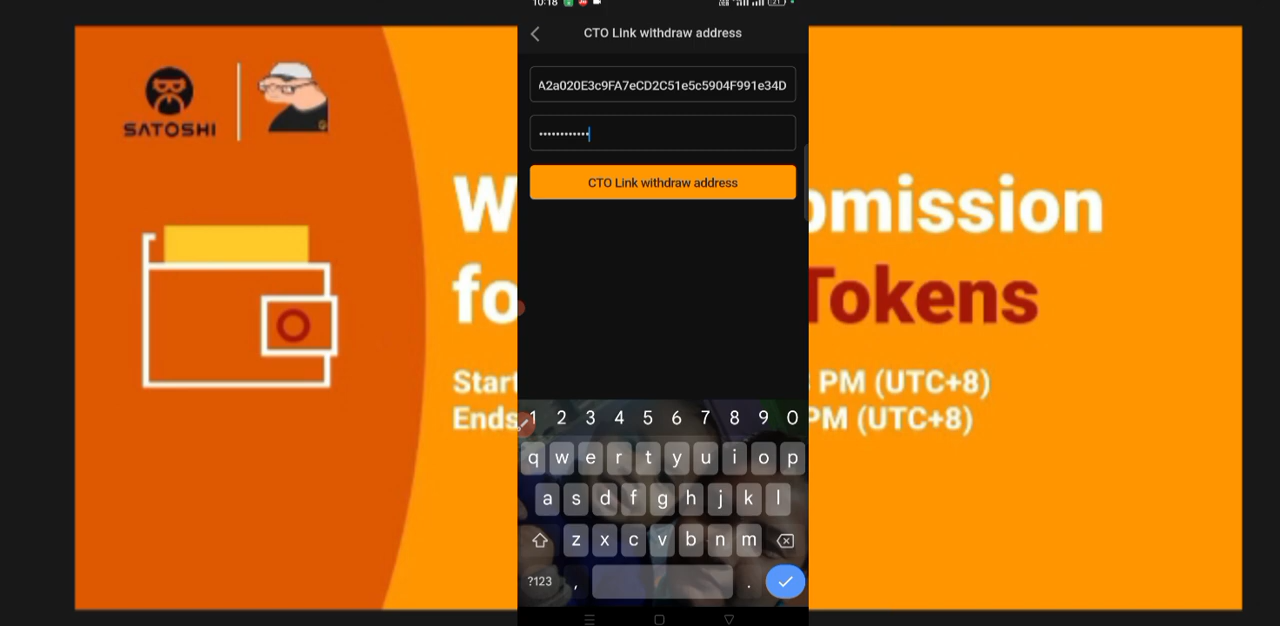 10:18
CTO Link withdraw address
SATOSHI
A2a020E3c9FA7eCD2C51e5c5904F991e34D
••••••••••••
CTO Link withdraw address
W
mission
fo
Tokens
Start
PM (UTC+8)
Ends
PM (UTC+8)
1 2 3 4 5 6 7 8 9 0
q w e r t y u i o p
a s d f g h j k l
z x c v b n m
?123 , .